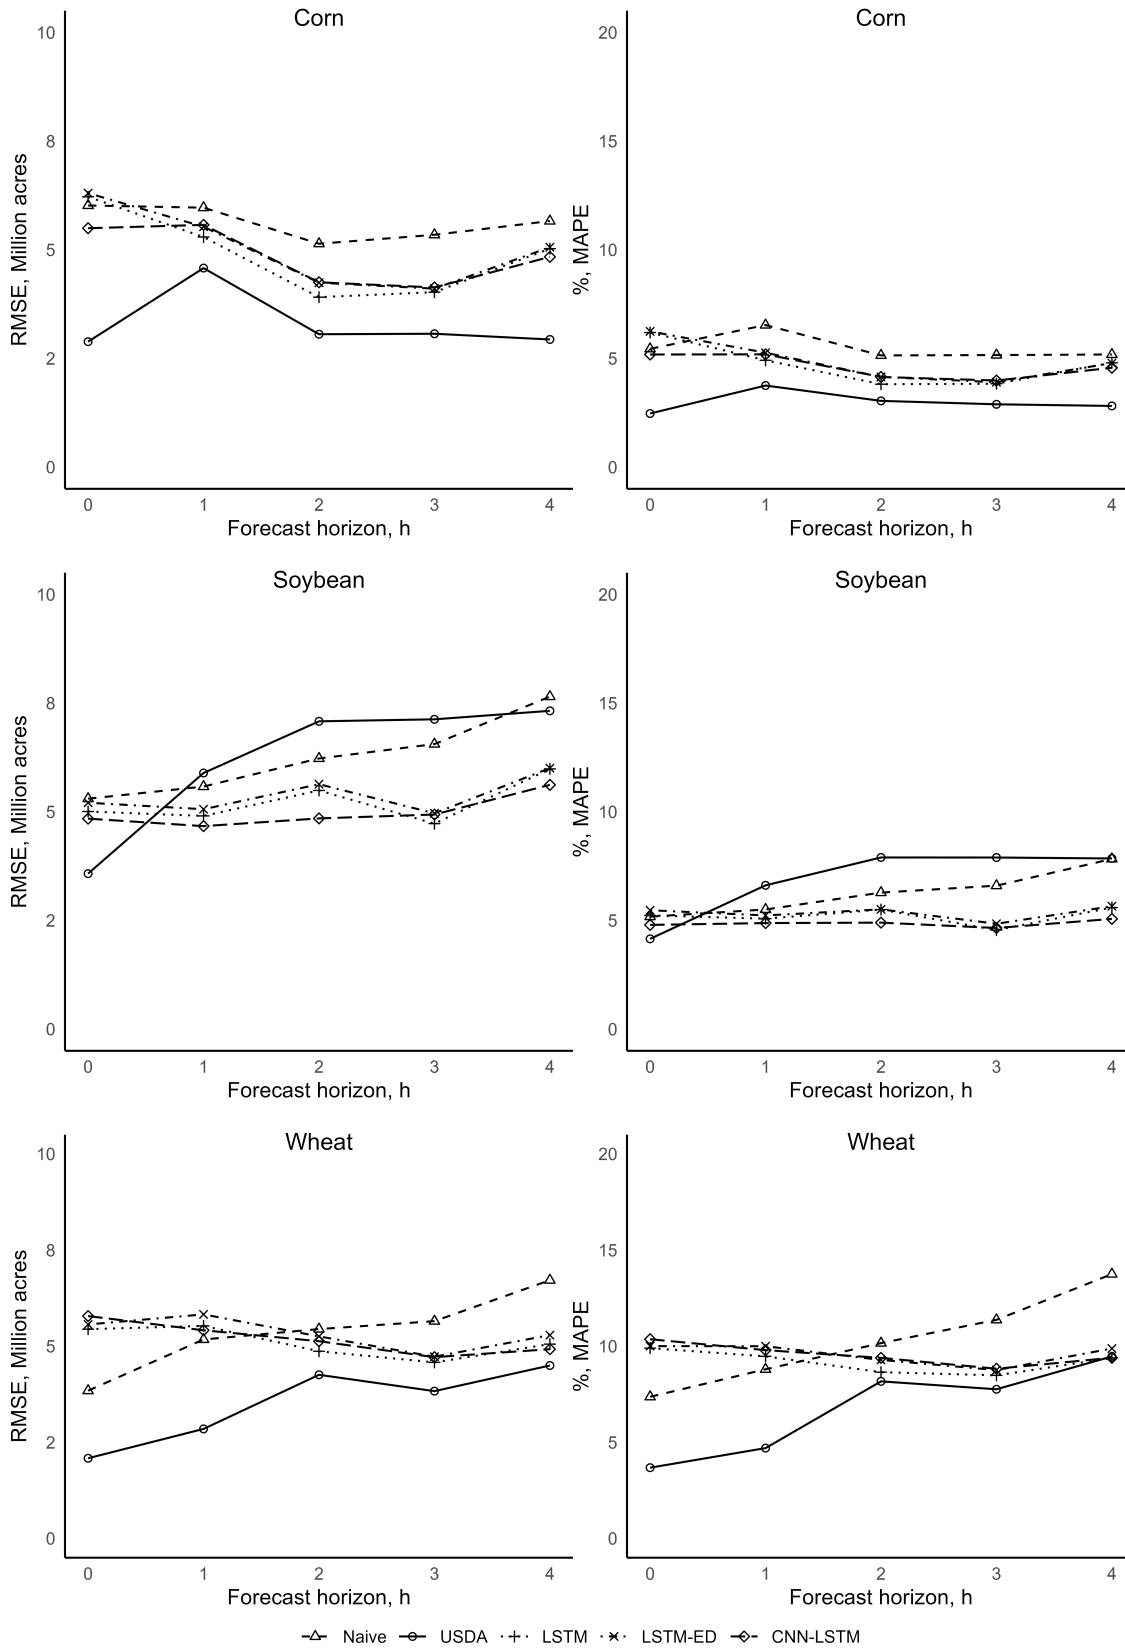 Corn
10
8
5
2
0
RMSE, Million acres
0 1 2 3 4
Forecast horizon, h
Corn
20
15
10
5
0
%, MAPE
0 1 2 3 4
Forecast horizon, h
Soybean
10
8
5
2
0
RMSE, Million acres
0 1 2 3 4
Forecast horizon, h
Soybean
20
15
10
5
0
%, MAPE
0 1 2 3 4
Forecast horizon, h
Wheat
10
8
5
2
0
RMSE, Million acres
0 1 2 3 4
Forecast horizon, h
Wheat
20
15
10
5
0
%, MAPE
0 1 2 3 4
Forecast horizon, h
Naive USDA LSTM LSTM-ED CNN-LSTM